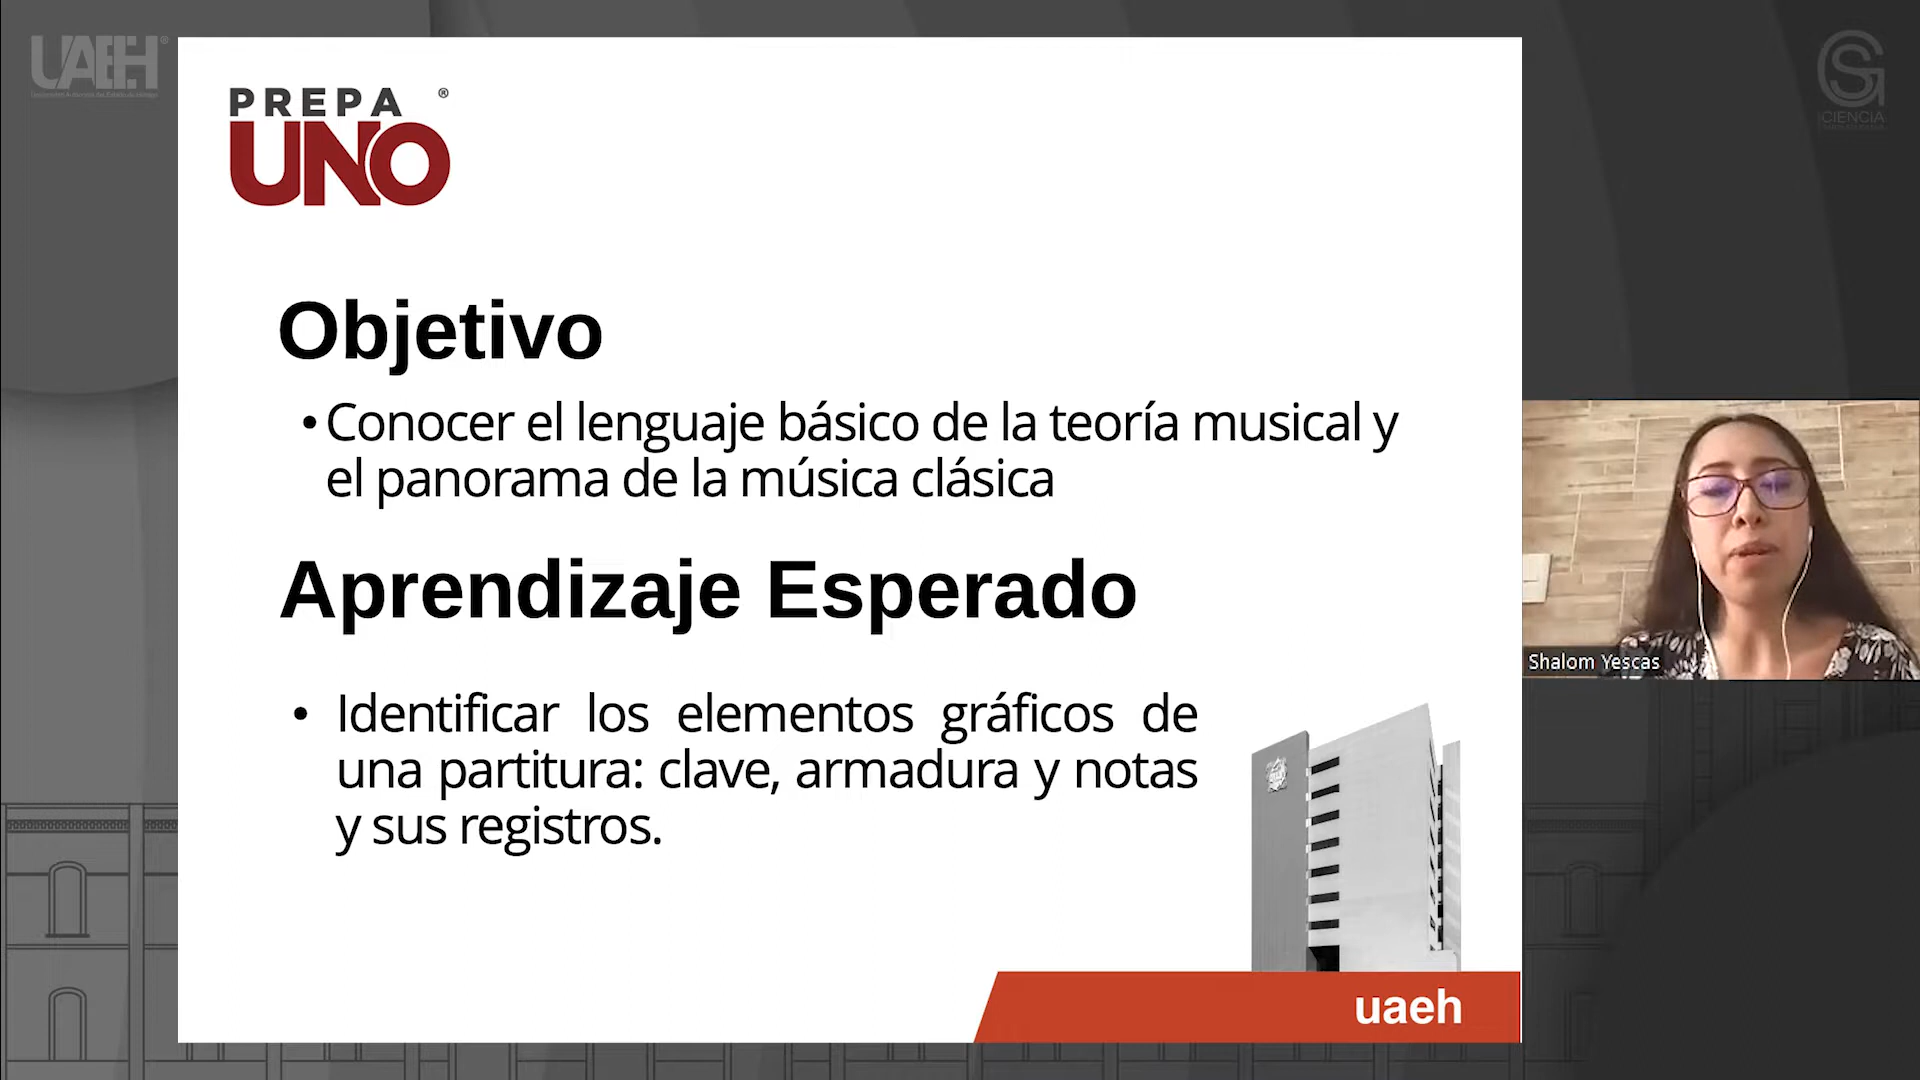 UAEH
PREPA ®
UNO
CIENCIA
Objetivo
• Conocer el lenguaje básico de la teoría musical y
el panorama de la música clásica
Aprendizaje Esperado
• Identificar los elementos gráficos de
una partitura: clave, armadura y notas
y sus registros.
Shalom Yescas
uaeh